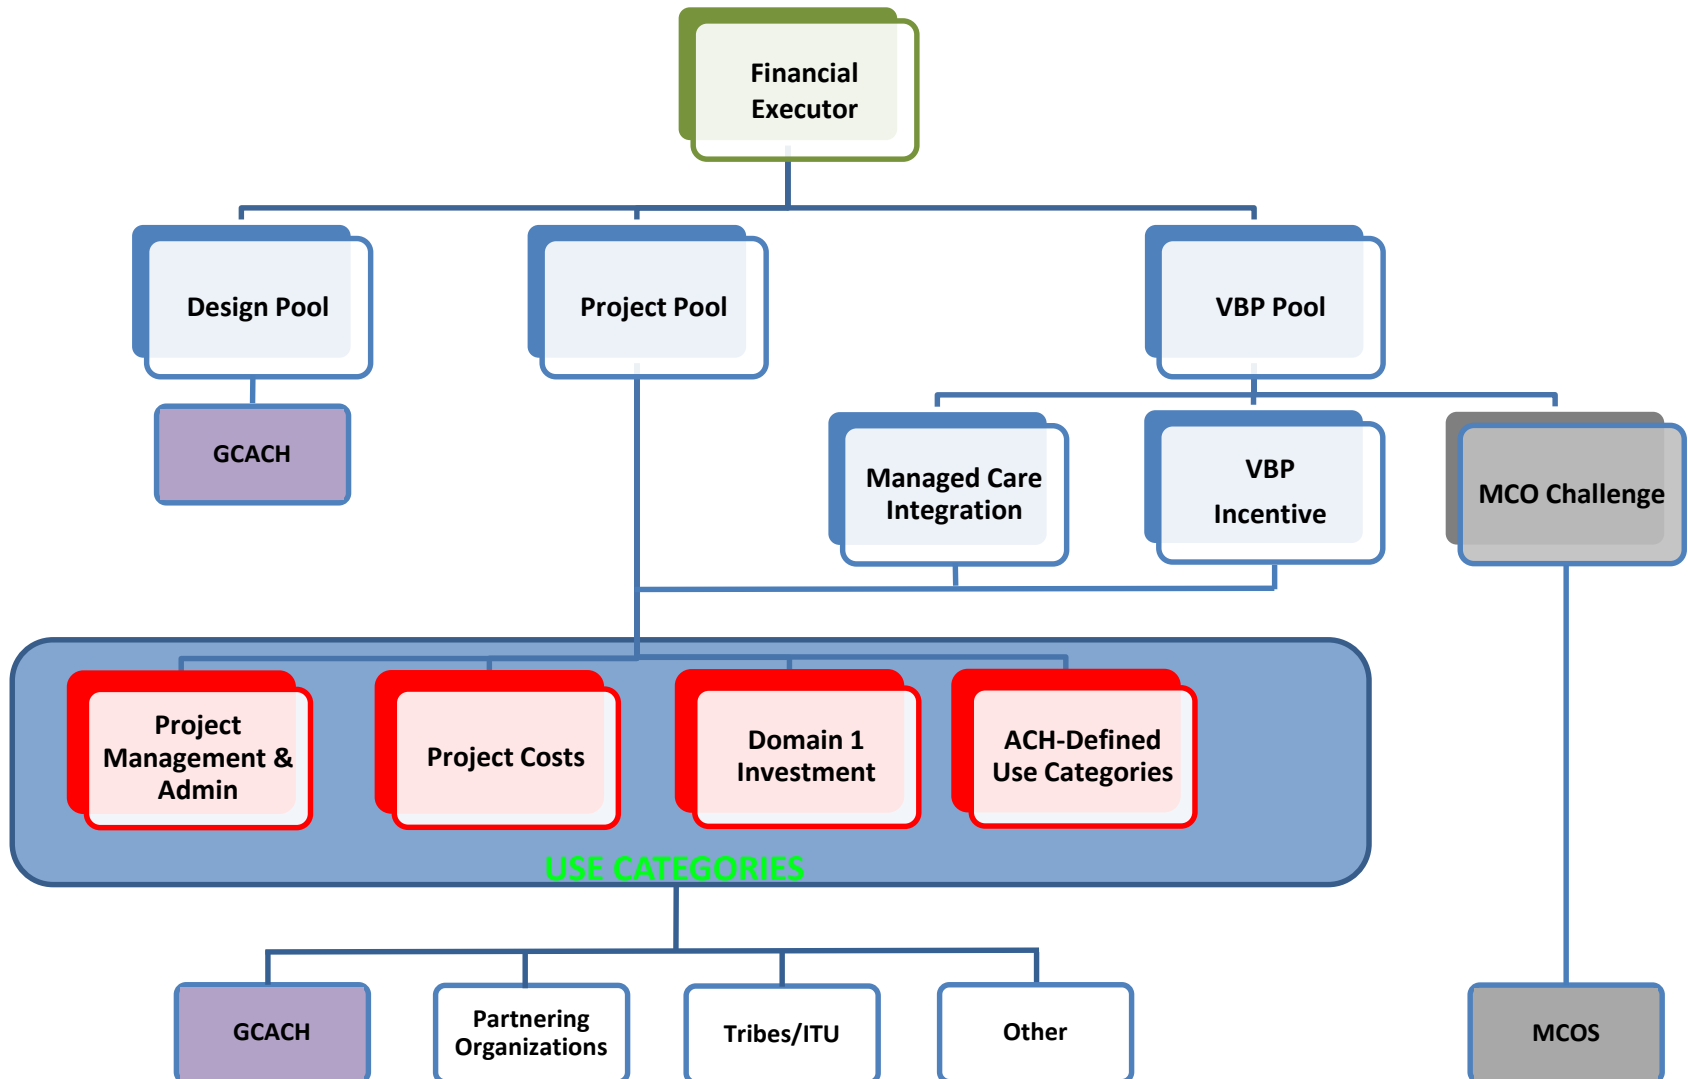 Financial
Executor
Design Pool
Project Pool
VBP Pool
GCACH
Managed Care
Integration
VBP
Incentive
MCO Challenge
Project
Management &
Admin
Project Costs
Domain 1
Investment
ACH-Defined
Use Categories
USE CATEGORIES
GCACH
Partnering
Organizations
Tribes/ITU
Other
MCOS